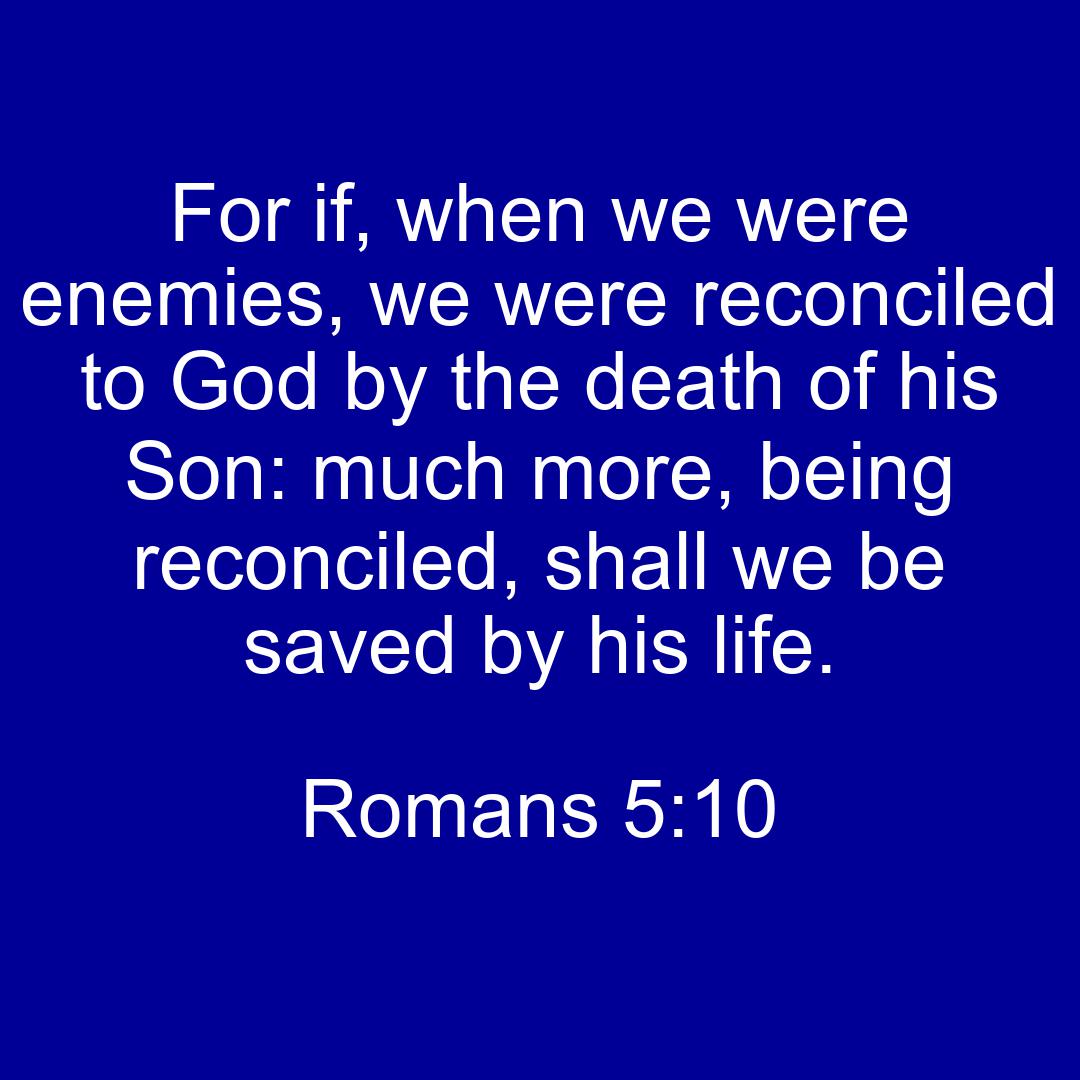 For if, when we were
enemies, we were reconciled
to God by the death of his
Son: much more, being
reconciled, shall we be
saved by his life.
Romans 5:10